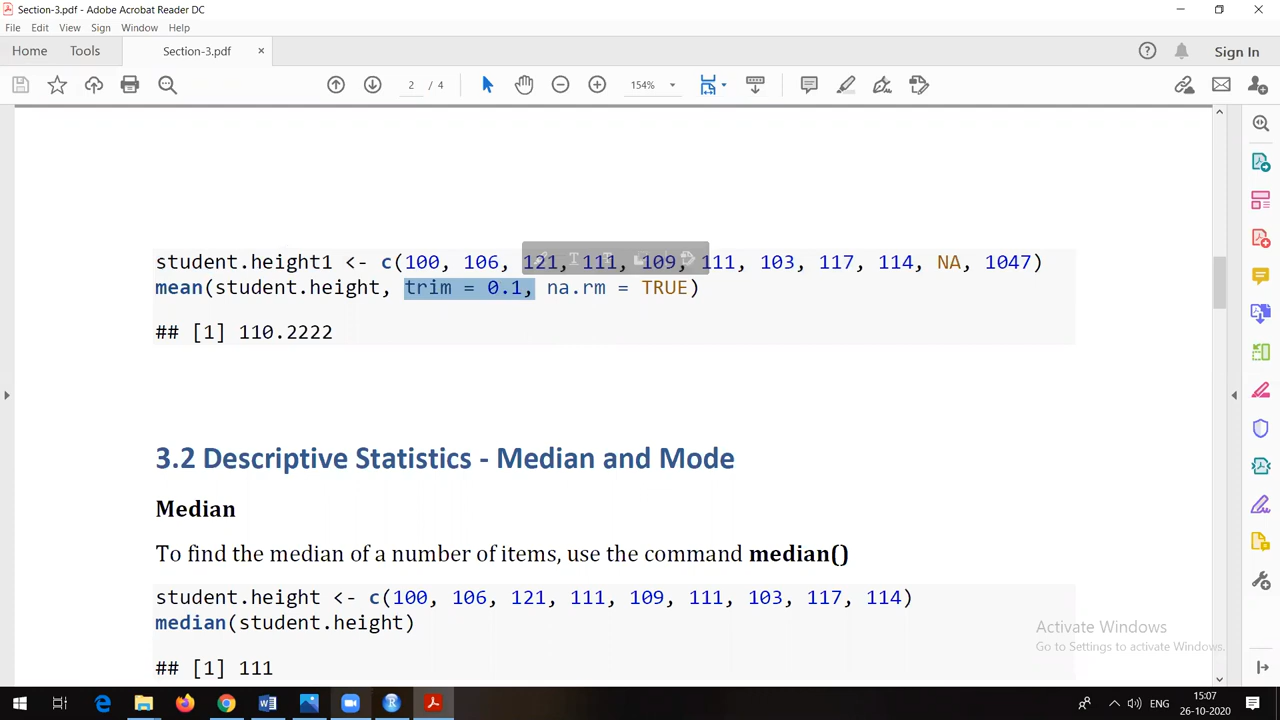 Section-3.pdf - Adobe Acrobat Reader DC
File Edit View Sign Window Help
Home Tools Section-3.pdf × Sign In
2 / 4 154%
student.height1 <- c(100, 106, 121, 111, 109, 111, 103, 117, 114, NA, 1047)
mean(student.height, trim = 0.1, na.rm = TRUE)
## [1] 110.2222
3.2 Descriptive Statistics - Median and Mode
Median
To find the median of a number of items, use the command median()
student.height <- c(100, 106, 121, 111, 109, 111, 103, 117, 114)
median(student.height)
## [1] 111
Activate Windows
Go to Settings to activate Windows.
ENG 15:07
26-10-2020